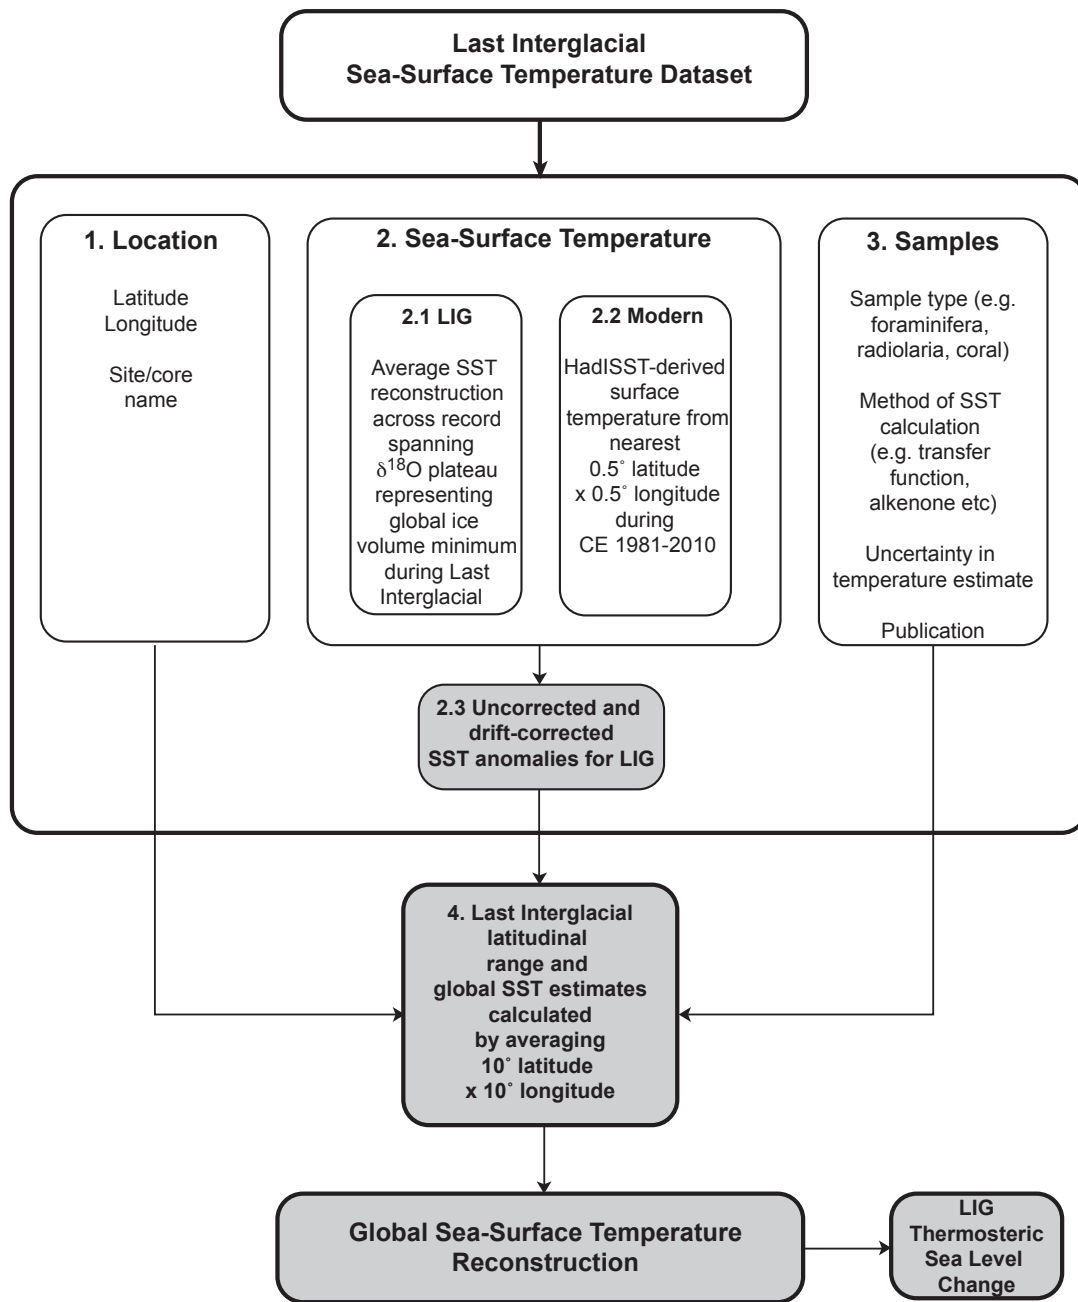 Last Interglacial
Sea-Surface Temperature Dataset
1. Location
Latitude
Longitude
Site/core
name
2. Sea-Surface Temperature
2.1 LIG
Average SST
reconstruction
across record
spanning
δ¹⁸O plateau
representing
global ice
volume minimum
during Last
Interglacial
2.2 Modern
HadISST-derived
surface
temperature from
nearest
0.5˚ latitude
x 0.5˚ longitude
during
CE 1981-2010
3. Samples
Sample type (e.g.
foraminifera,
radiolaria, coral)
Method of SST
calculation
(e.g. transfer
function,
alkenone etc)
Uncertainty in
temperature estimate
Publication
2.3 Uncorrected and
drift-corrected
SST anomalies for LIG
4. Last Interglacial
latitudinal
range and
global SST estimates
calculated
by averaging
10˚ latitude
x 10˚ longitude
Global Sea-Surface Temperature
Reconstruction
LIG
Thermosteric
Sea Level
Change